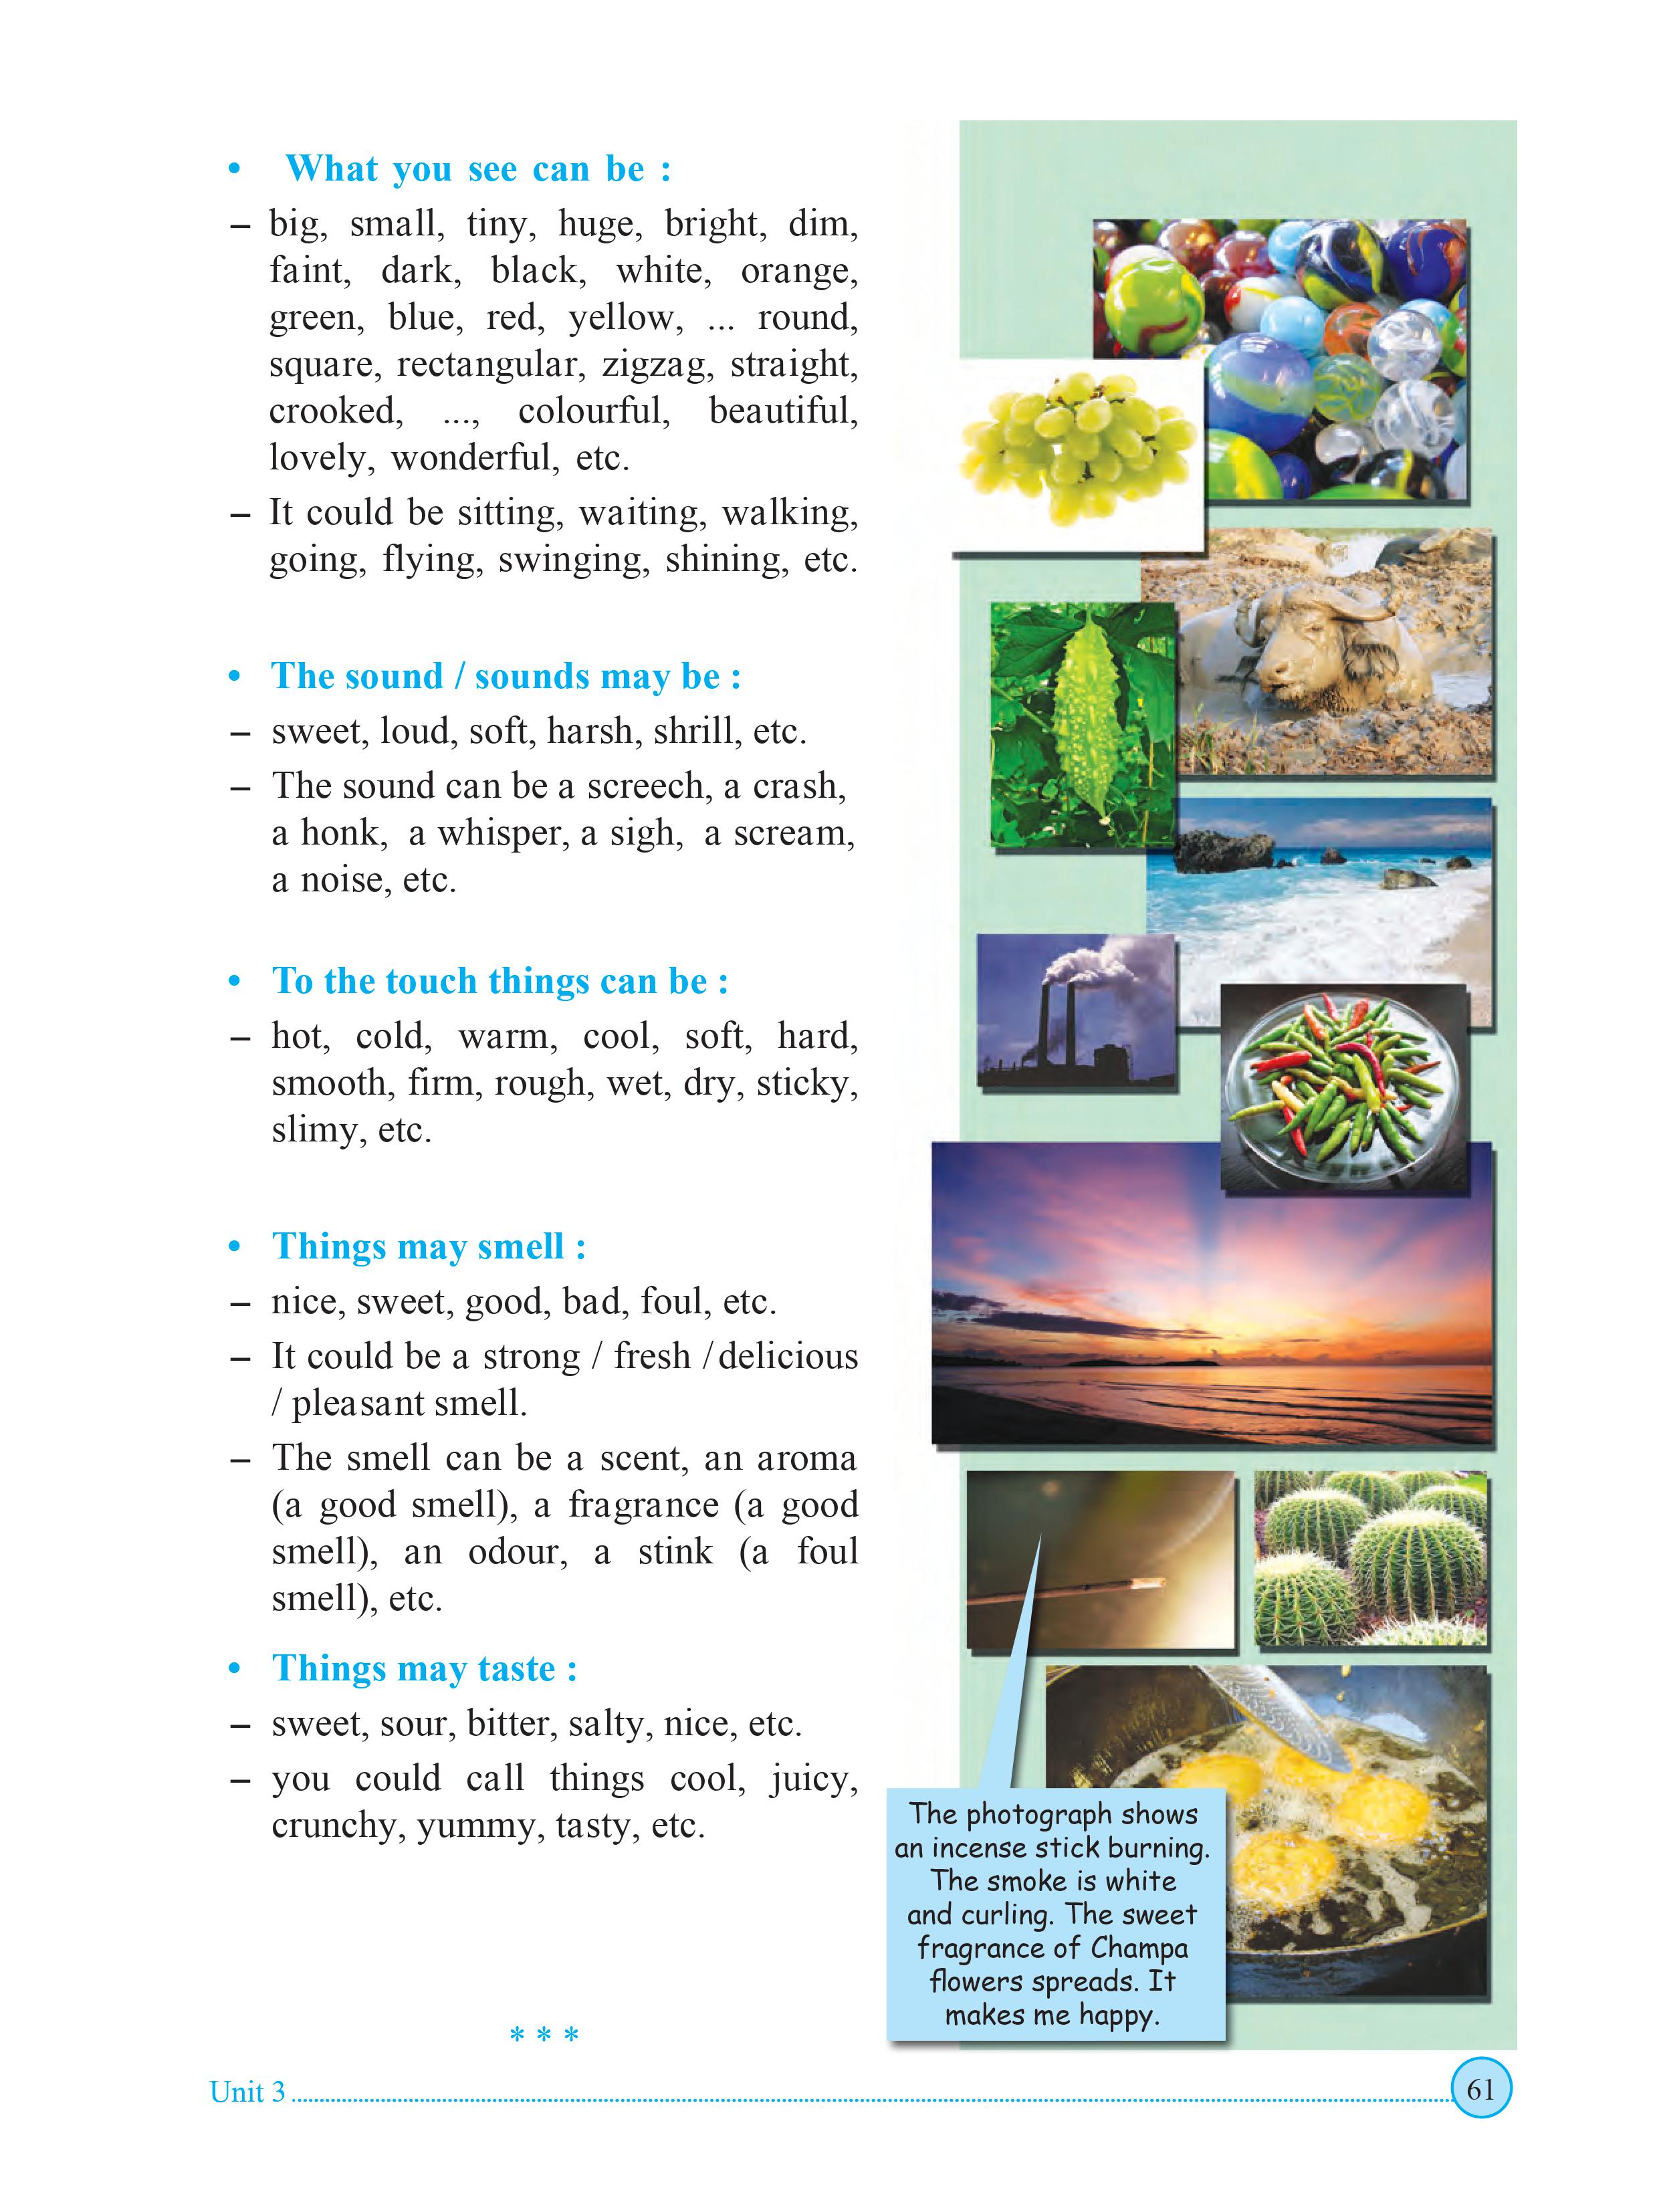 • What you see can be :
– big, small, tiny, huge, bright, dim,
faint, dark, black, white, orange,
green, blue, red, yellow, ... round,
square, rectangular, zigzag, straight,
crooked, ..., colourful, beautiful,
lovely, wonderful, etc.
– It could be sitting, waiting, walking,
going, flying, swinging, shining, etc.
• The sound / sounds may be :
– sweet, loud, soft, harsh, shrill, etc.
– The sound can be a screech, a crash,
a honk, a whisper, a sigh, a scream,
a noise, etc.
• To the touch things can be :
– hot, cold, warm, cool, soft, hard,
smooth, firm, rough, wet, dry, sticky,
slimy, etc.
• Things may smell :
– nice, sweet, good, bad, foul, etc.
– It could be a strong / fresh / delicious
/ pleasant smell.
– The smell can be a scent, an aroma
(a good smell), a fragrance (a good
smell), an odour, a stink (a foul
smell), etc.
• Things may taste :
– sweet, sour, bitter, salty, nice, etc.
– you could call things cool, juicy,
crunchy, yummy, tasty, etc.
The photograph shows
an incense stick burning.
The smoke is white
and curling. The sweet
fragrance of Champa
flowers spreads. It
makes me happy.
* * *
Unit 3
61